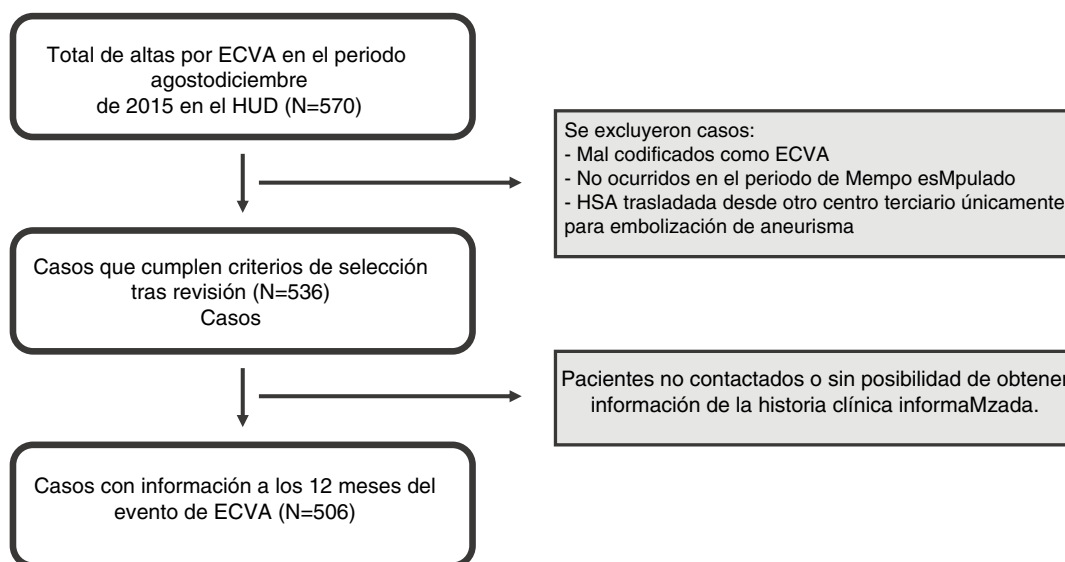 Total de altas por ECVA en el periodo
agostodiciembre
de 2015 en el HUD (N=570)
Se excluyeron casos:
- Mal codificados como ECVA
- No ocurridos en el periodo de Mempo esMpulado
- HSA trasladada desde otro centro terciario únicamente
para embolización de aneurisma
Casos que cumplen criterios de selección
tras revisión (N=536)
Casos
Pacientes no contactados o sin posibilidad de obtener
información de la historia clínica informaMzada.
Casos con información a los 12 meses del
evento de ECVA (N=506)